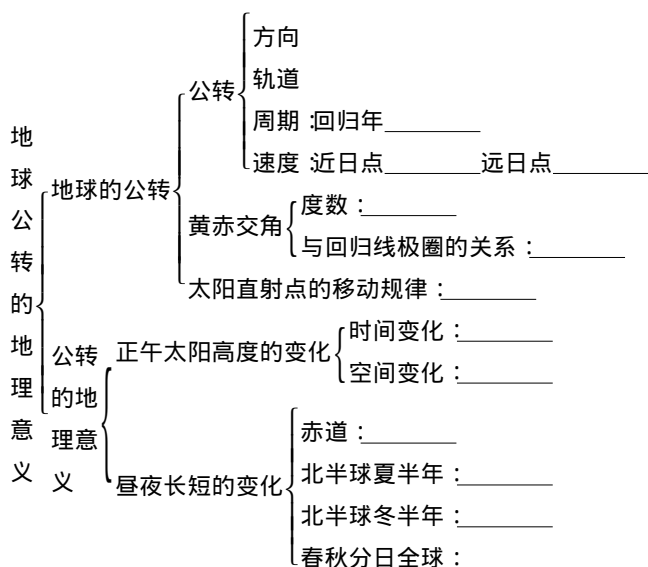 地球公转的地理意义
地球的公转
公转
方向
轨道
周期：回归年________
速度：近日点________远日点________
黄赤交角
度数：________
与回归线极圈的关系：________
太阳直射点的移动规律：________
公转的地理意义
正午太阳高度的变化
时间变化：________
空间变化：________
昼夜长短的变化
赤道：________
北半球夏半年：________
北半球冬半年：________
春秋分日全球：